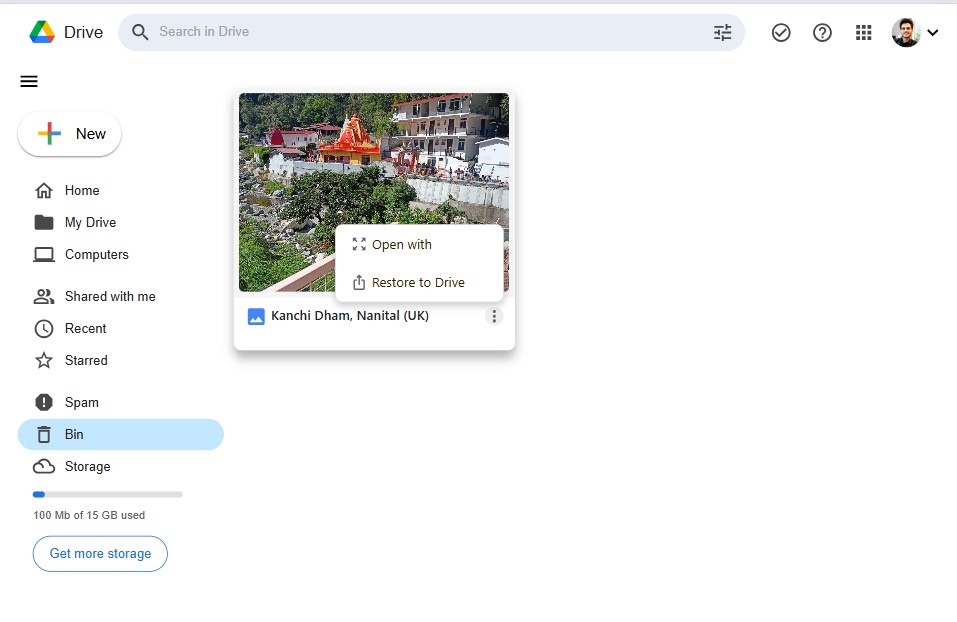 Drive
Search in Drive
New
Home
My Drive
Computers
Shared with me
Recent
Starred
Spam
Bin
Storage
100 Mb of 15 GB used
Get more storage
Open with
Restore to Drive
Kanchi Dham, Nanital (UK)